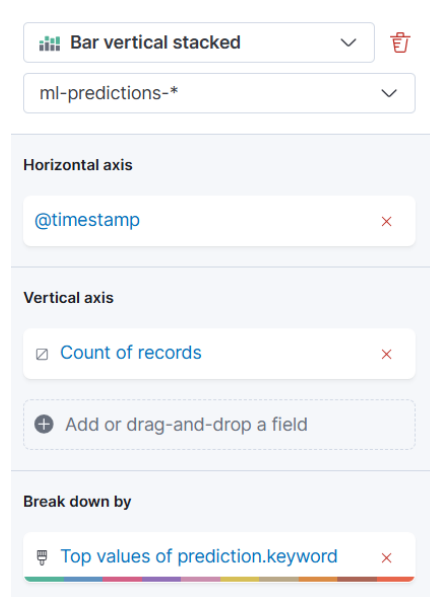 Bar vertical stacked
ml-predictions-*
Horizontal axis
@timestamp
Vertical axis
Count of records
Add or drag-and-drop a field
Break down by
Top values of prediction.keyword